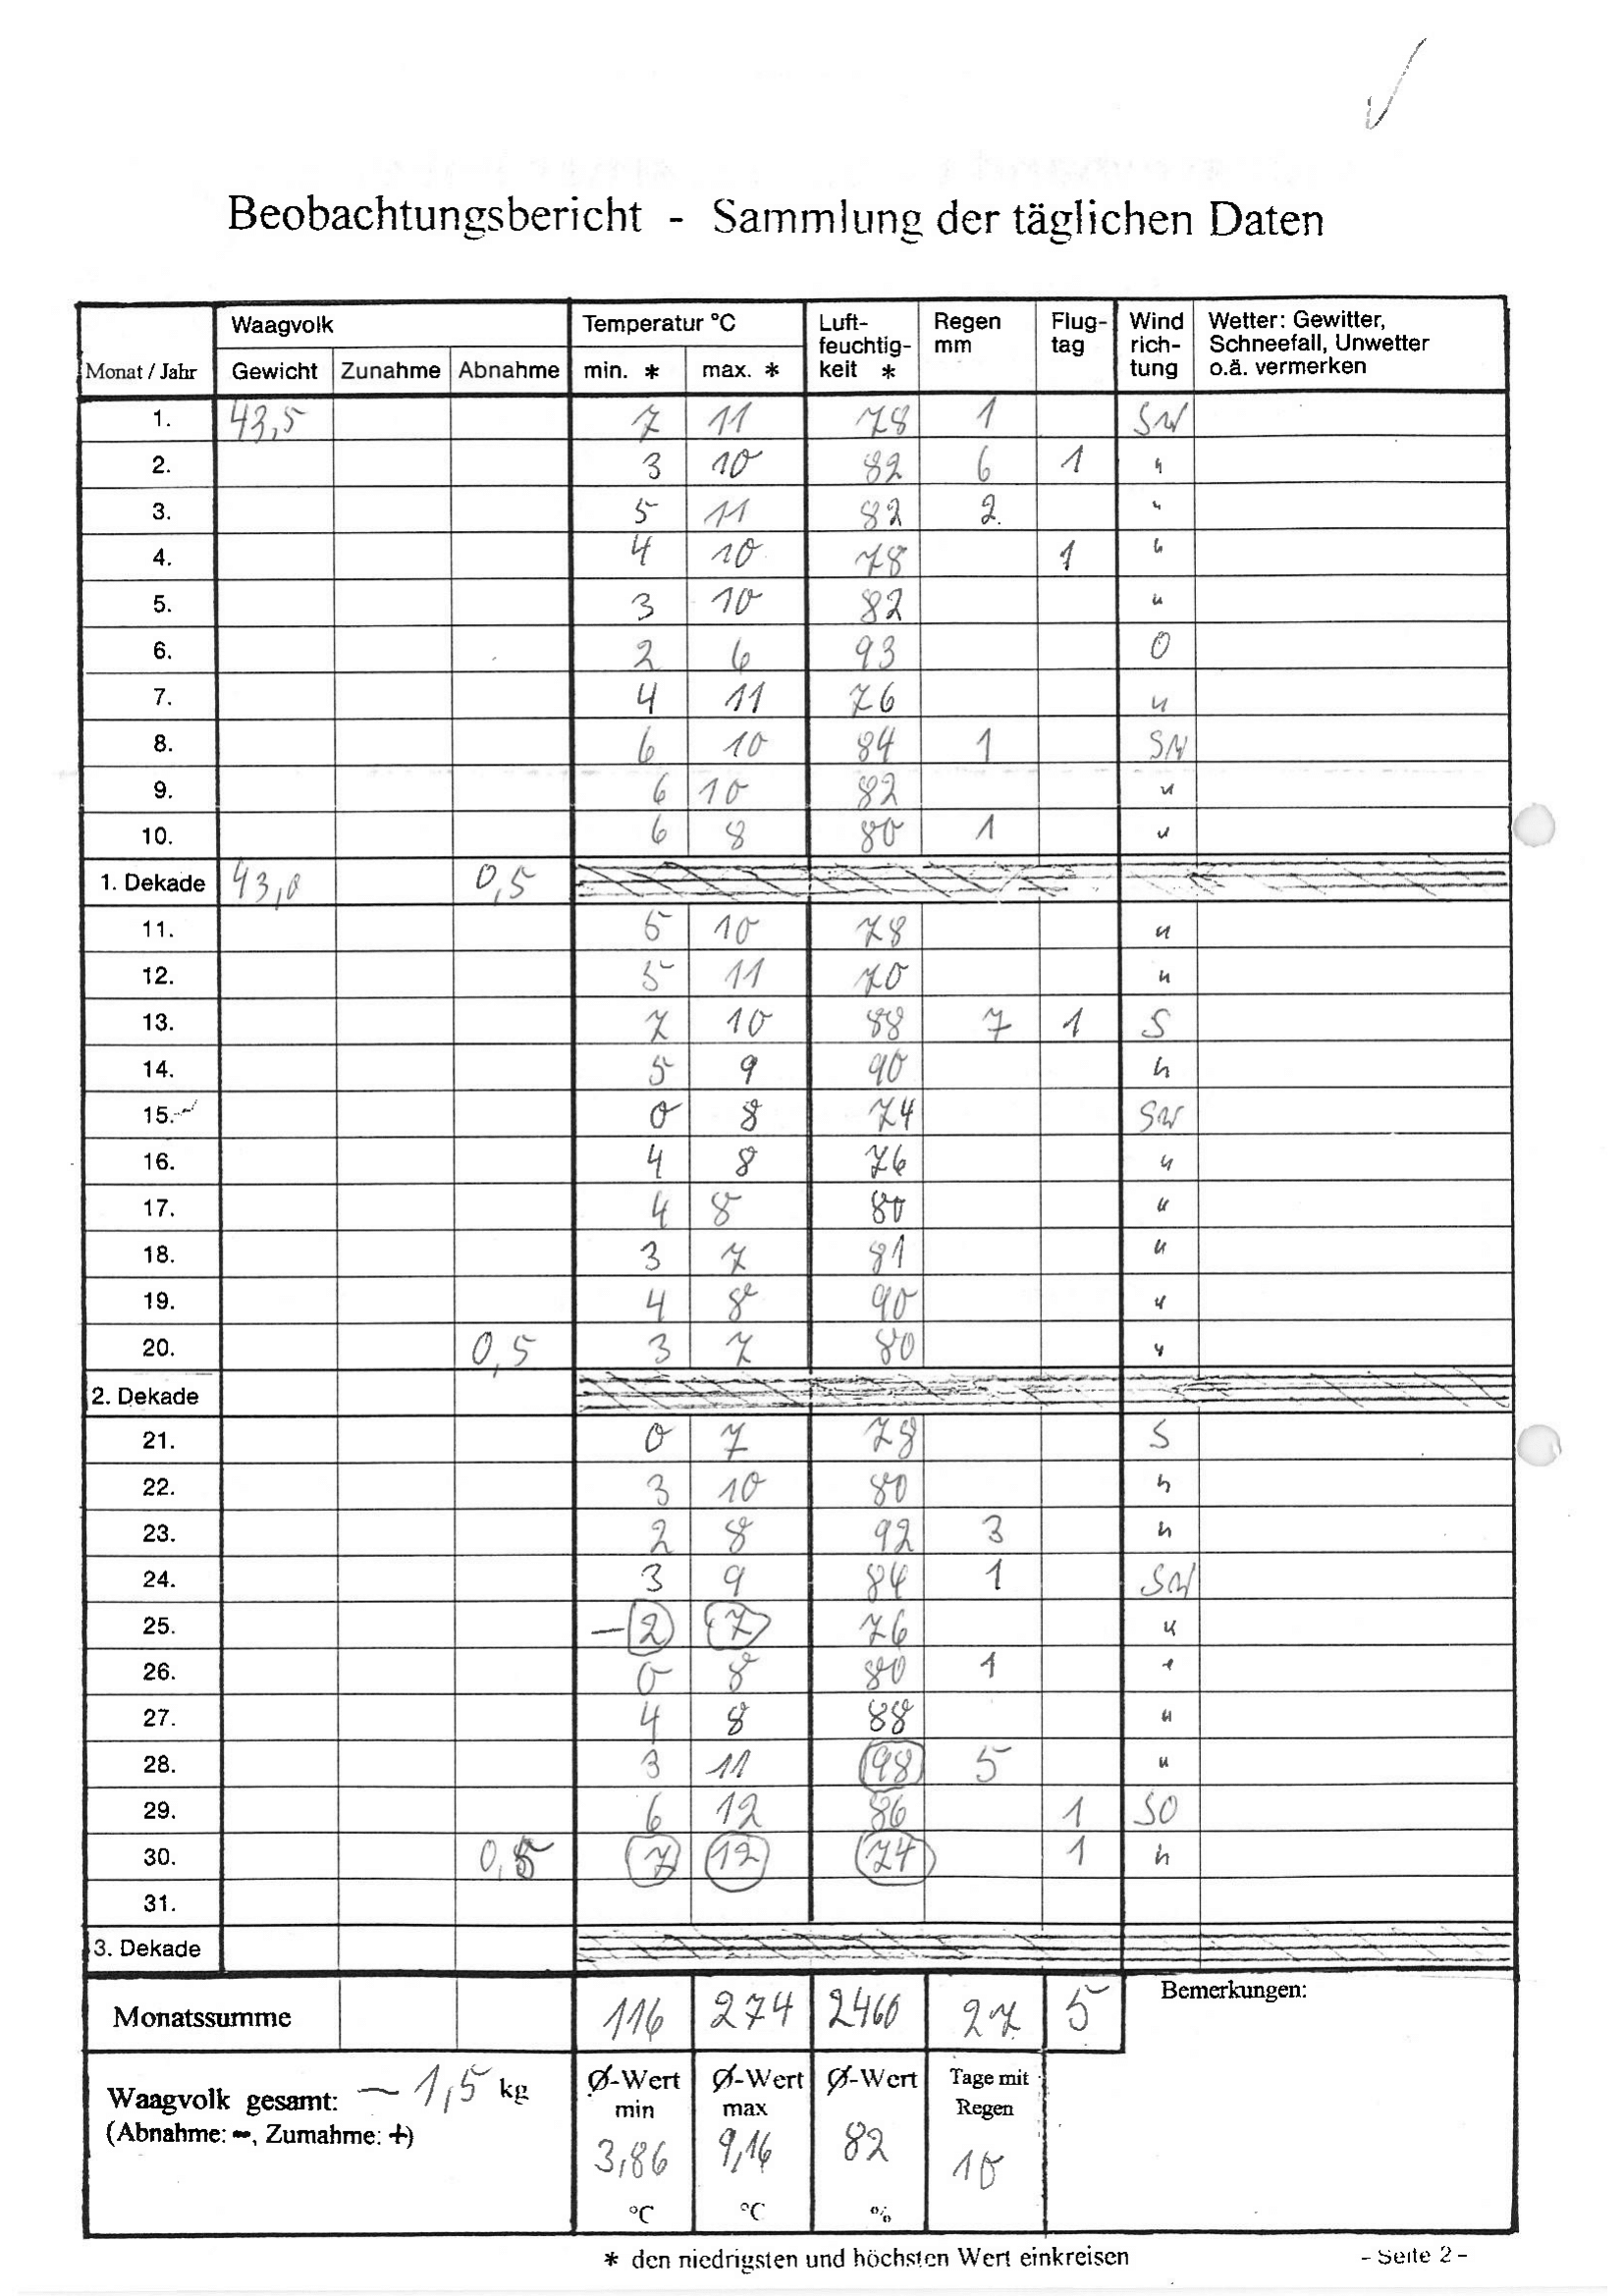 Beobachtungsbericht - Sammlung der täglichen Daten
Monat / Jahr Waagvolk Temperatur °C Luft-feuchtig-keit * Regen mm Flug-tag Wind rich-tung Wetter: Gewitter, Schneefall, Unwetter o.ä. vermerken
Gewicht Zunahme Abnahme min. * max. *
1. 43,5 7 11 78 1 SW
2. 3 10 82 6 1 "
3. 5 11 82 2 "
4. 4 10 78 1 "
5. 3 10 82 "
6. 2 6 93 O
7. 4 11 76 "
8. 6 10 84 1 SW
9. 6 10 82 "
10. 6 8 80 1 "
1. Dekade 43,0 0,5
11. 5 10 78 "
12. 5 11 70 "
13. 7 10 88 7 1 S
14. 5 9 90 "
15. 0 8 74 SW
16. 4 8 76 "
17. 4 8 80 "
18. 3 7 81 "
19. 4 8 90 "
20. 0,5 3 7 80 "
2. Dekade
21. 0 7 78 S
22. 3 10 80 "
23. 2 8 92 3 "
24. 3 9 84 1 SW
25. -2 7 76 "
26. 0 8 80 1 "
27. 4 8 88 "
28. 3 11 98 5 "
29. 6 12 86 1 SO
30. 0,5 7 12 74 1 "
31.
3. Dekade
Monatssumme 116 274 2460 27 5 Bemerkungen:
Waagvolk gesamt: - 1,5 kg
(Abnahme: -, Zumahme: +)
Ø-Wert min 3,86 °C
Ø-Wert max 9,16 °C
Ø-Wert 82 %
Tage mit Regen 10
* den niedrigsten und höchsten Wert einkreisen
- Seite 2 -